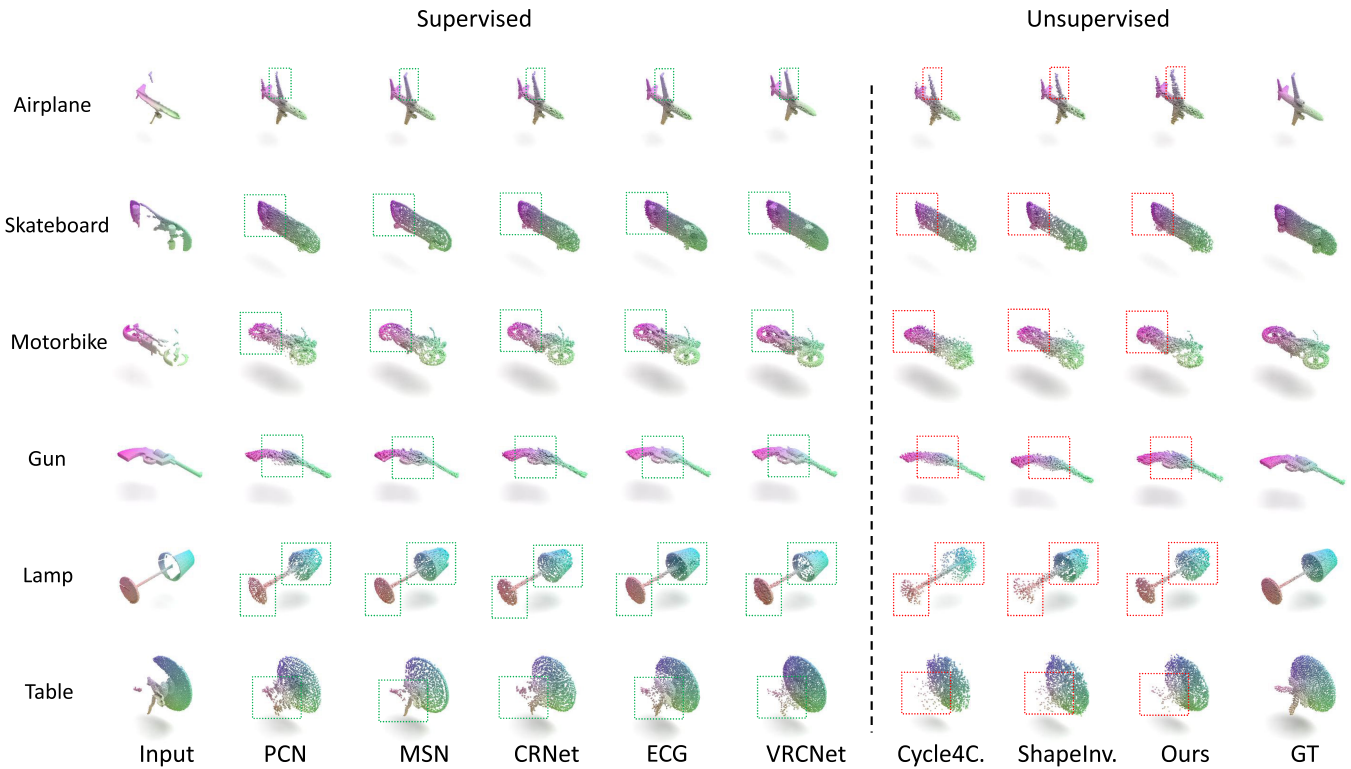 Supervised Unsupervised
Airplane
Skateboard
Motorbike
Gun
Lamp
Table
Input PCN MSN CRNet ECG VRCNet Cycle4C. ShapeInv. Ours GT